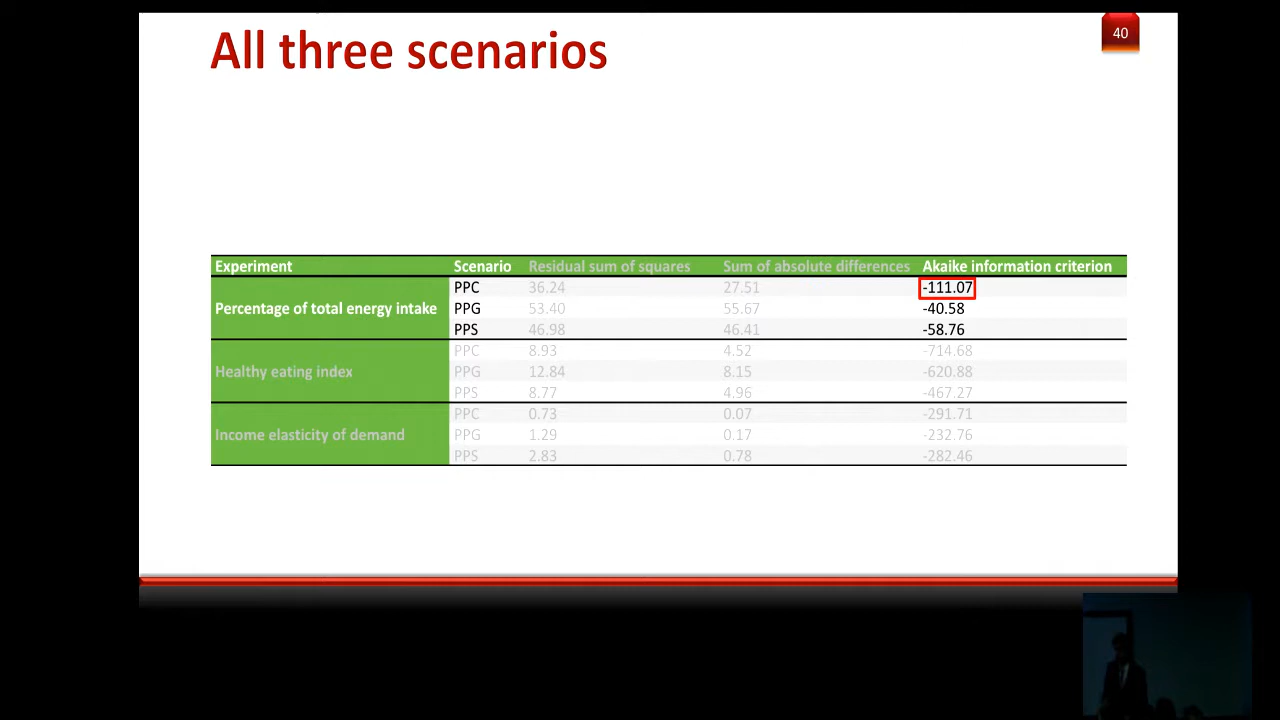 All three scenarios
40
Experiment Scenario Residual sum of squares Sum of absolute differences Akaike information criterion
PPC 36.24 27.51 -111.07
Percentage of total energy intake PPG 53.40 55.67 -40.58
PPS 46.98 46.41 -58.76
PPC 8.93 4.52 -714.68
Healthy eating index PPG 12.84 8.15 -620.88
PPS 8.77 4.96 -467.27
PPC 0.73 0.07 -291.71
Income elasticity of demand PPG 1.29 0.17 -232.76
PPS 2.83 0.78 -282.46